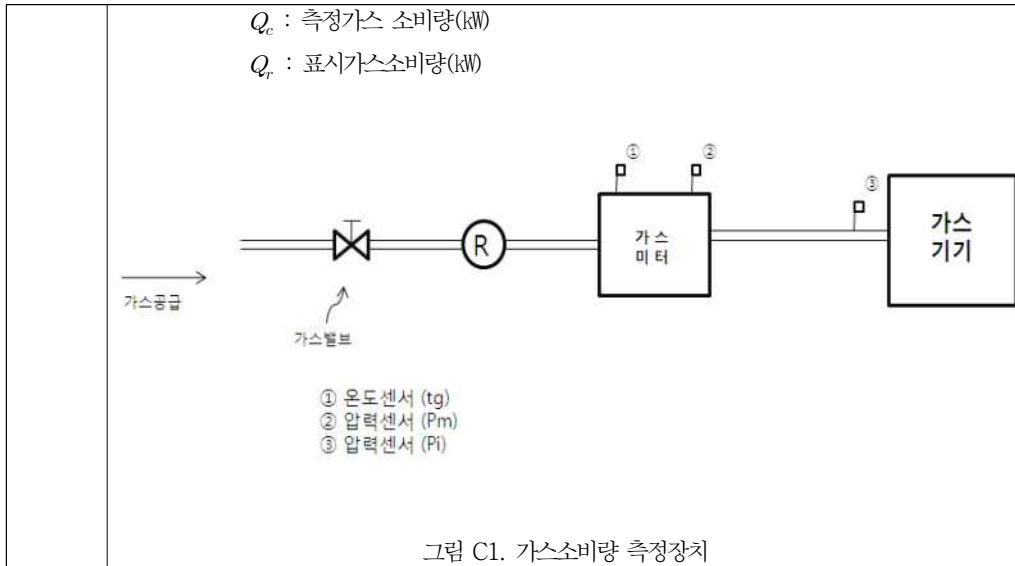 Q_c : 측정가스 소비량(㎾)
Q_r : 표시가스소비량(㎾)
① ②
③
가스
미터
가스
기기
R
가스공급
가스밸브
① 온도센서 (tg)
② 압력센서 (Pm)
③ 압력센서 (Pi)
그림 C1. 가스소비량 측정장치